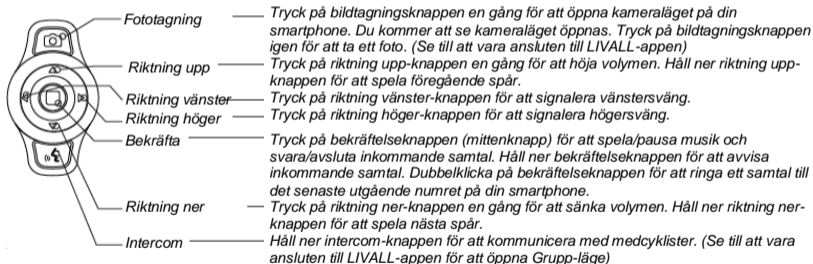 Fototagning
Tryck på bildtagningsknappen en gång för att öppna kameraläget på din
smartphone. Du kommer att se kameraläget öppnas. Tryck på bildtagningsknappen
igen för att ta ett foto. (Se till att vara ansluten till LIVALL-appen)
Riktning upp
Tryck på riktning upp-knappen en gång för att höja volymen. Håll ner riktning upp-
knappen för att spela föregående spår.
Riktning vänster
Tryck på riktning vänster-knappen för att signalera vänstersväng.
Riktning höger
Tryck på riktning höger-knappen för att signalera högersväng.
Bekräfta
Tryck på bekräftelseknappen (mittenknapp) för att spela/pausa musik och
svara/avsluta inkommande samtal. Håll ner bekräftelseknappen för att avvisa
inkommande samtal. Dubbelklicka på bekräftelseknappen för att ringa ett samtal till
det senaste utgående numret på din smartphone.
Riktning ner
Tryck på riktning ner-knappen en gång för att sänka volymen. Håll ner riktning ner-
knappen för att spela nästa spår.
Intercom
Håll ner intercom-knappen för att kommunicera med medcyklister. (Se till att vara
ansluten till LIVALL-appen för att öppna Grupp-läge)